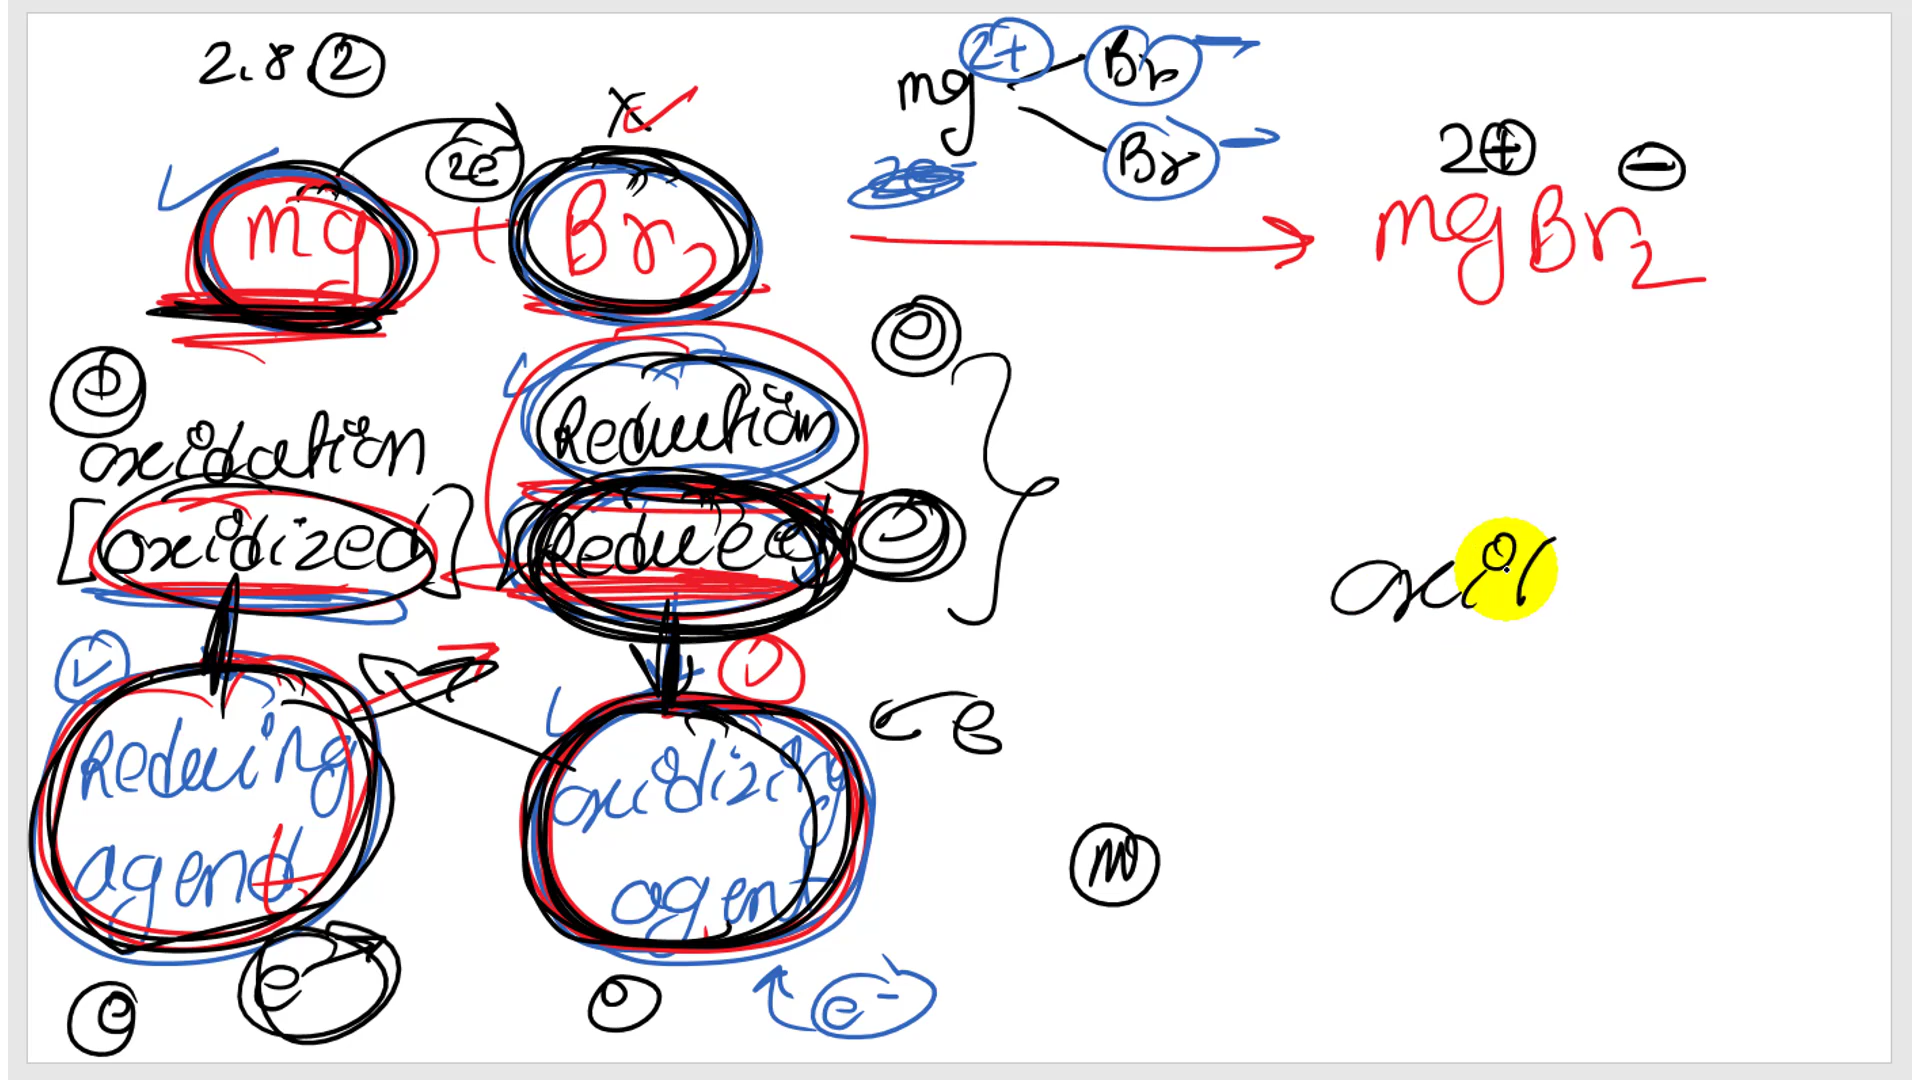 2.8.2
2e
mg 2+ Br -
Br -
2+ -
mg + Br2 → mgBr2
e
oxidation Reduction
[oxidized] [Reduced] e
oxi
e
Reducing oxidizing
agent agent
e e-
e